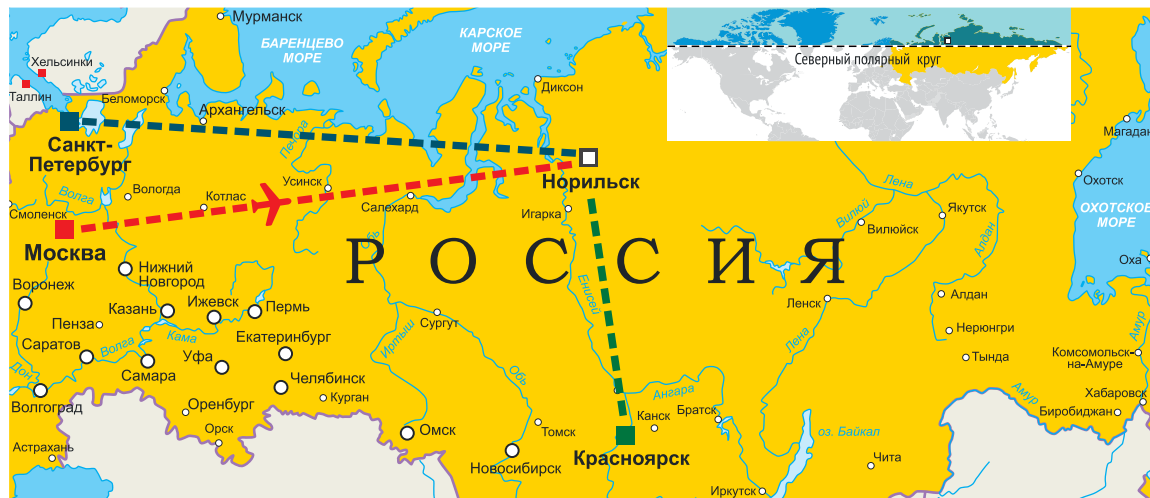 Мурманск
БАРЕНЦЕВО
МОРЕ
КАРСКОЕ
МОРЕ
Северный полярный круг
Хельсинки
Таллин
Беломорск
Архангельск
Диксон
Санкт-
Петербург
Печора
Магадан
Норильск
Усинск
Волга
Вологда
Котлас
Салехард
Игарка
Лена
Охотск
Смоленск
Москва
Вилюй
Вилюйск
Якутск
Алдан
ОХОТСКОЕ
МОРЕ
РОССИЯ
Обь
Оха
Нижний
Новгород
Воронеж
Казань
Ижевск
Пермь
Енисей
Ленск
Алдан
Пенза
Сургут
Нерюнгри
Амур
Саратов
Волга
Кама
Екатеринбург
Иртыш
Лена
Тында
Комсомольск-
на-Амуре
Дон
Самара
Уфа
Челябинск
Обь
Ангара
Амур
Хабаровск
Волгоград
Оренбург
Курган
Канск
Братск
Биробиджан
Орск
Омск
Томск
оз. Байкал
Астрахань
Новосибирск
Красноярск
Чита
Иркутск